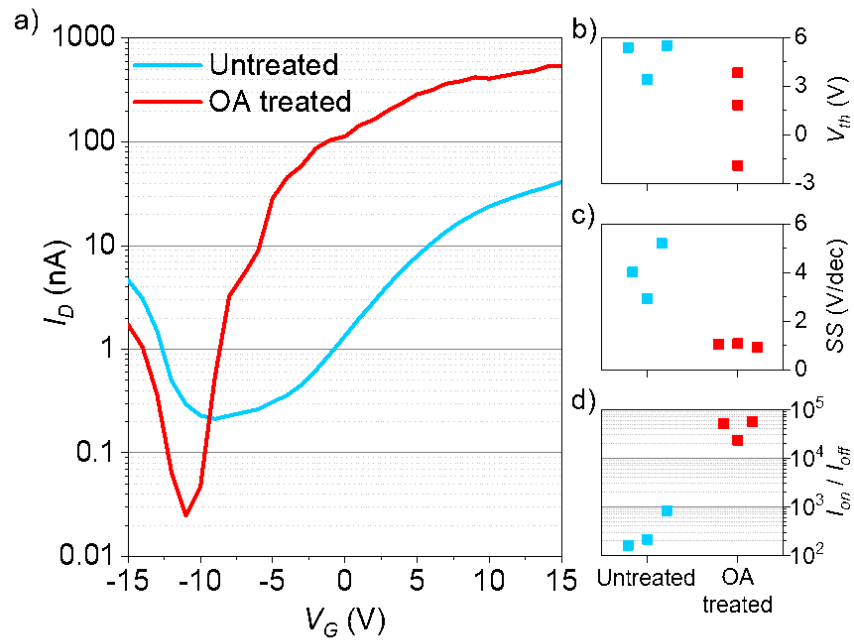 a)
1000
100
10
1
0.1
0.01
I_D (nA)
Untreated
OA treated
-15
-10
-5
0
5
10
15
V_G (V)
b)
6
3
0
-3
V_th (V)
c)
6
4
2
0
SS (V/dec)
d)
10^5
10^4
10^3
10^2
I_on / I_off
Untreated
OA
treated